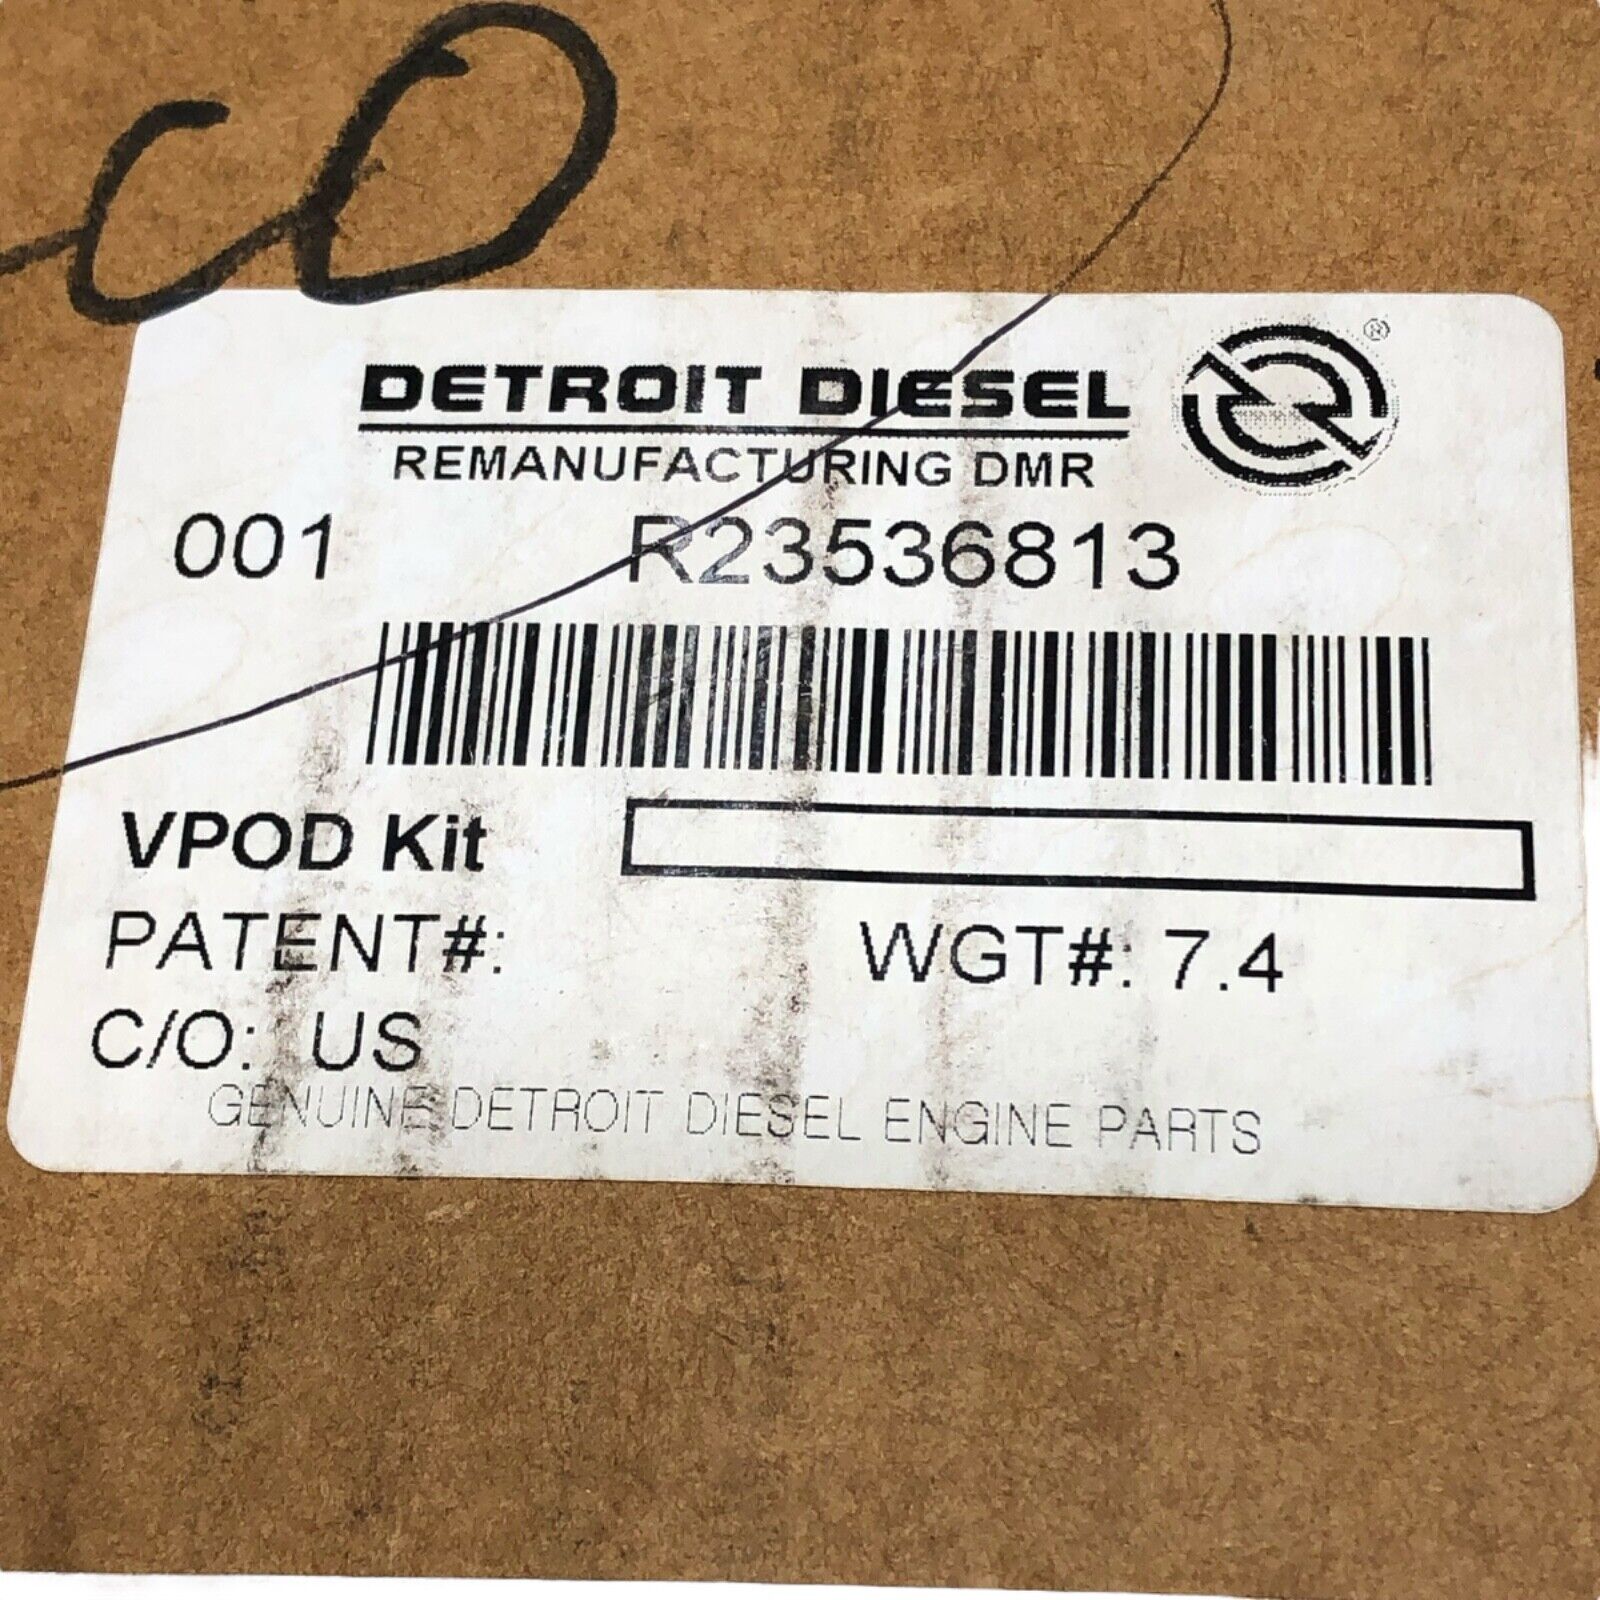 DETROIT DIESEL ®
REMANUFACTURING DMR
001 R23536813
VPOD Kit
PATENT#: WGT#: 7.4
C/O: US
GENUINE DETROIT DIESEL ENGINE PARTS